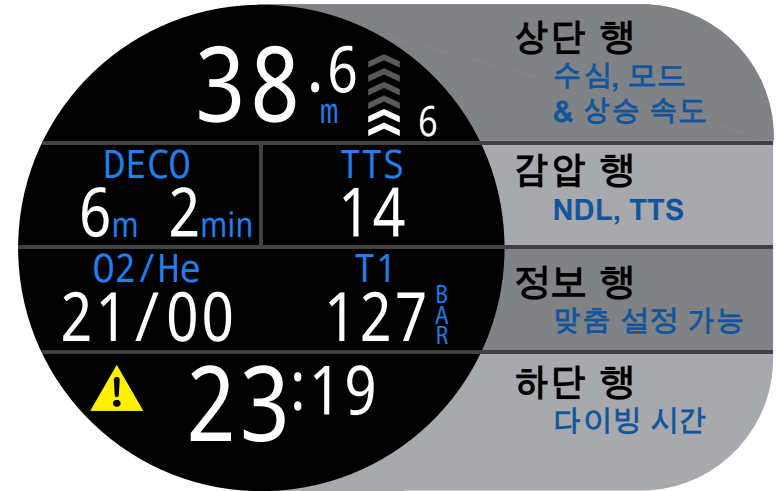 38.6
m
6
상단 행
수심, 모드
& 상승 속도
DECO
TTS
6m 2min
14
감압 행
NDL, TTS
O2/He
T1
21/00
127 BAR
정보 행
맞춤 설정 가능
23:19
하단 행
다이빙 시간